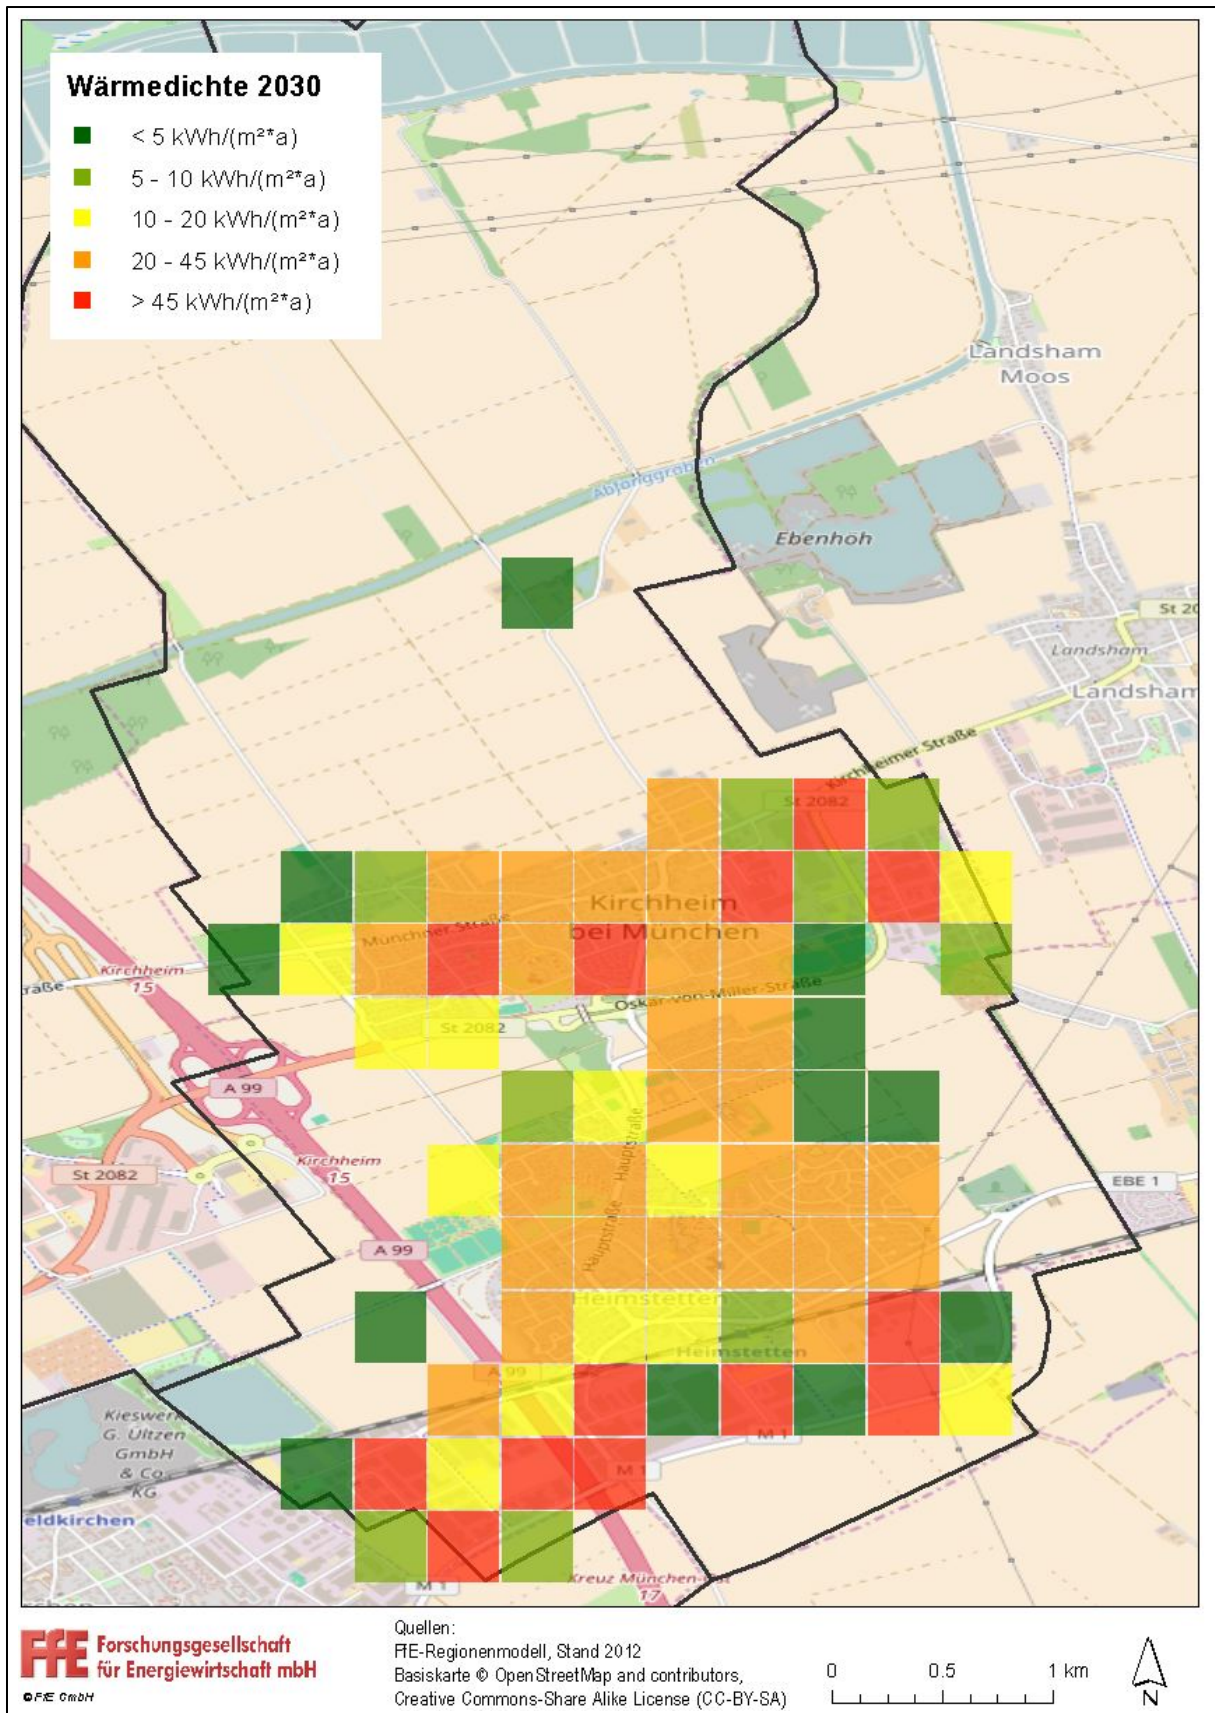 Wärmedichte 2030
< 5 kWh/(m²*a)
5 - 10 kWh/(m²*a)
10 - 20 kWh/(m²*a)
20 - 45 kWh/(m²*a)
> 45 kWh/(m²*a)
Landsham
Moos
Abfanggraben
Ebenhöh
St 20
Landsham
Landsham
Kirchheimer Straße
St 2082
Kirchheim
bei München
Münchner Straße
Kirchheim
15
raße
Oskar-von-Miller-Straße
St 2082
A 99
Kirchheim
15
St 2082
Hauptstraße
EBE 1
Hauptstraße
A 99
Heimstetten
Heimstetten
A 99
Kieswerk
G. Ültzen
GmbH
& Co.
KG
M 1
M 1
eldkirchen
M 1
Kreuz München-Ost
17
FfE Forschungsgesellschaft
für Energiewirtschaft mbH
© FfE GmbH
Quellen:
FfE-Regionenmodell, Stand 2012
Basiskarte © OpenStreetMap and contributors,
Creative Commons-Share Alike License (CC-BY-SA)
0 0.5 1 km
N